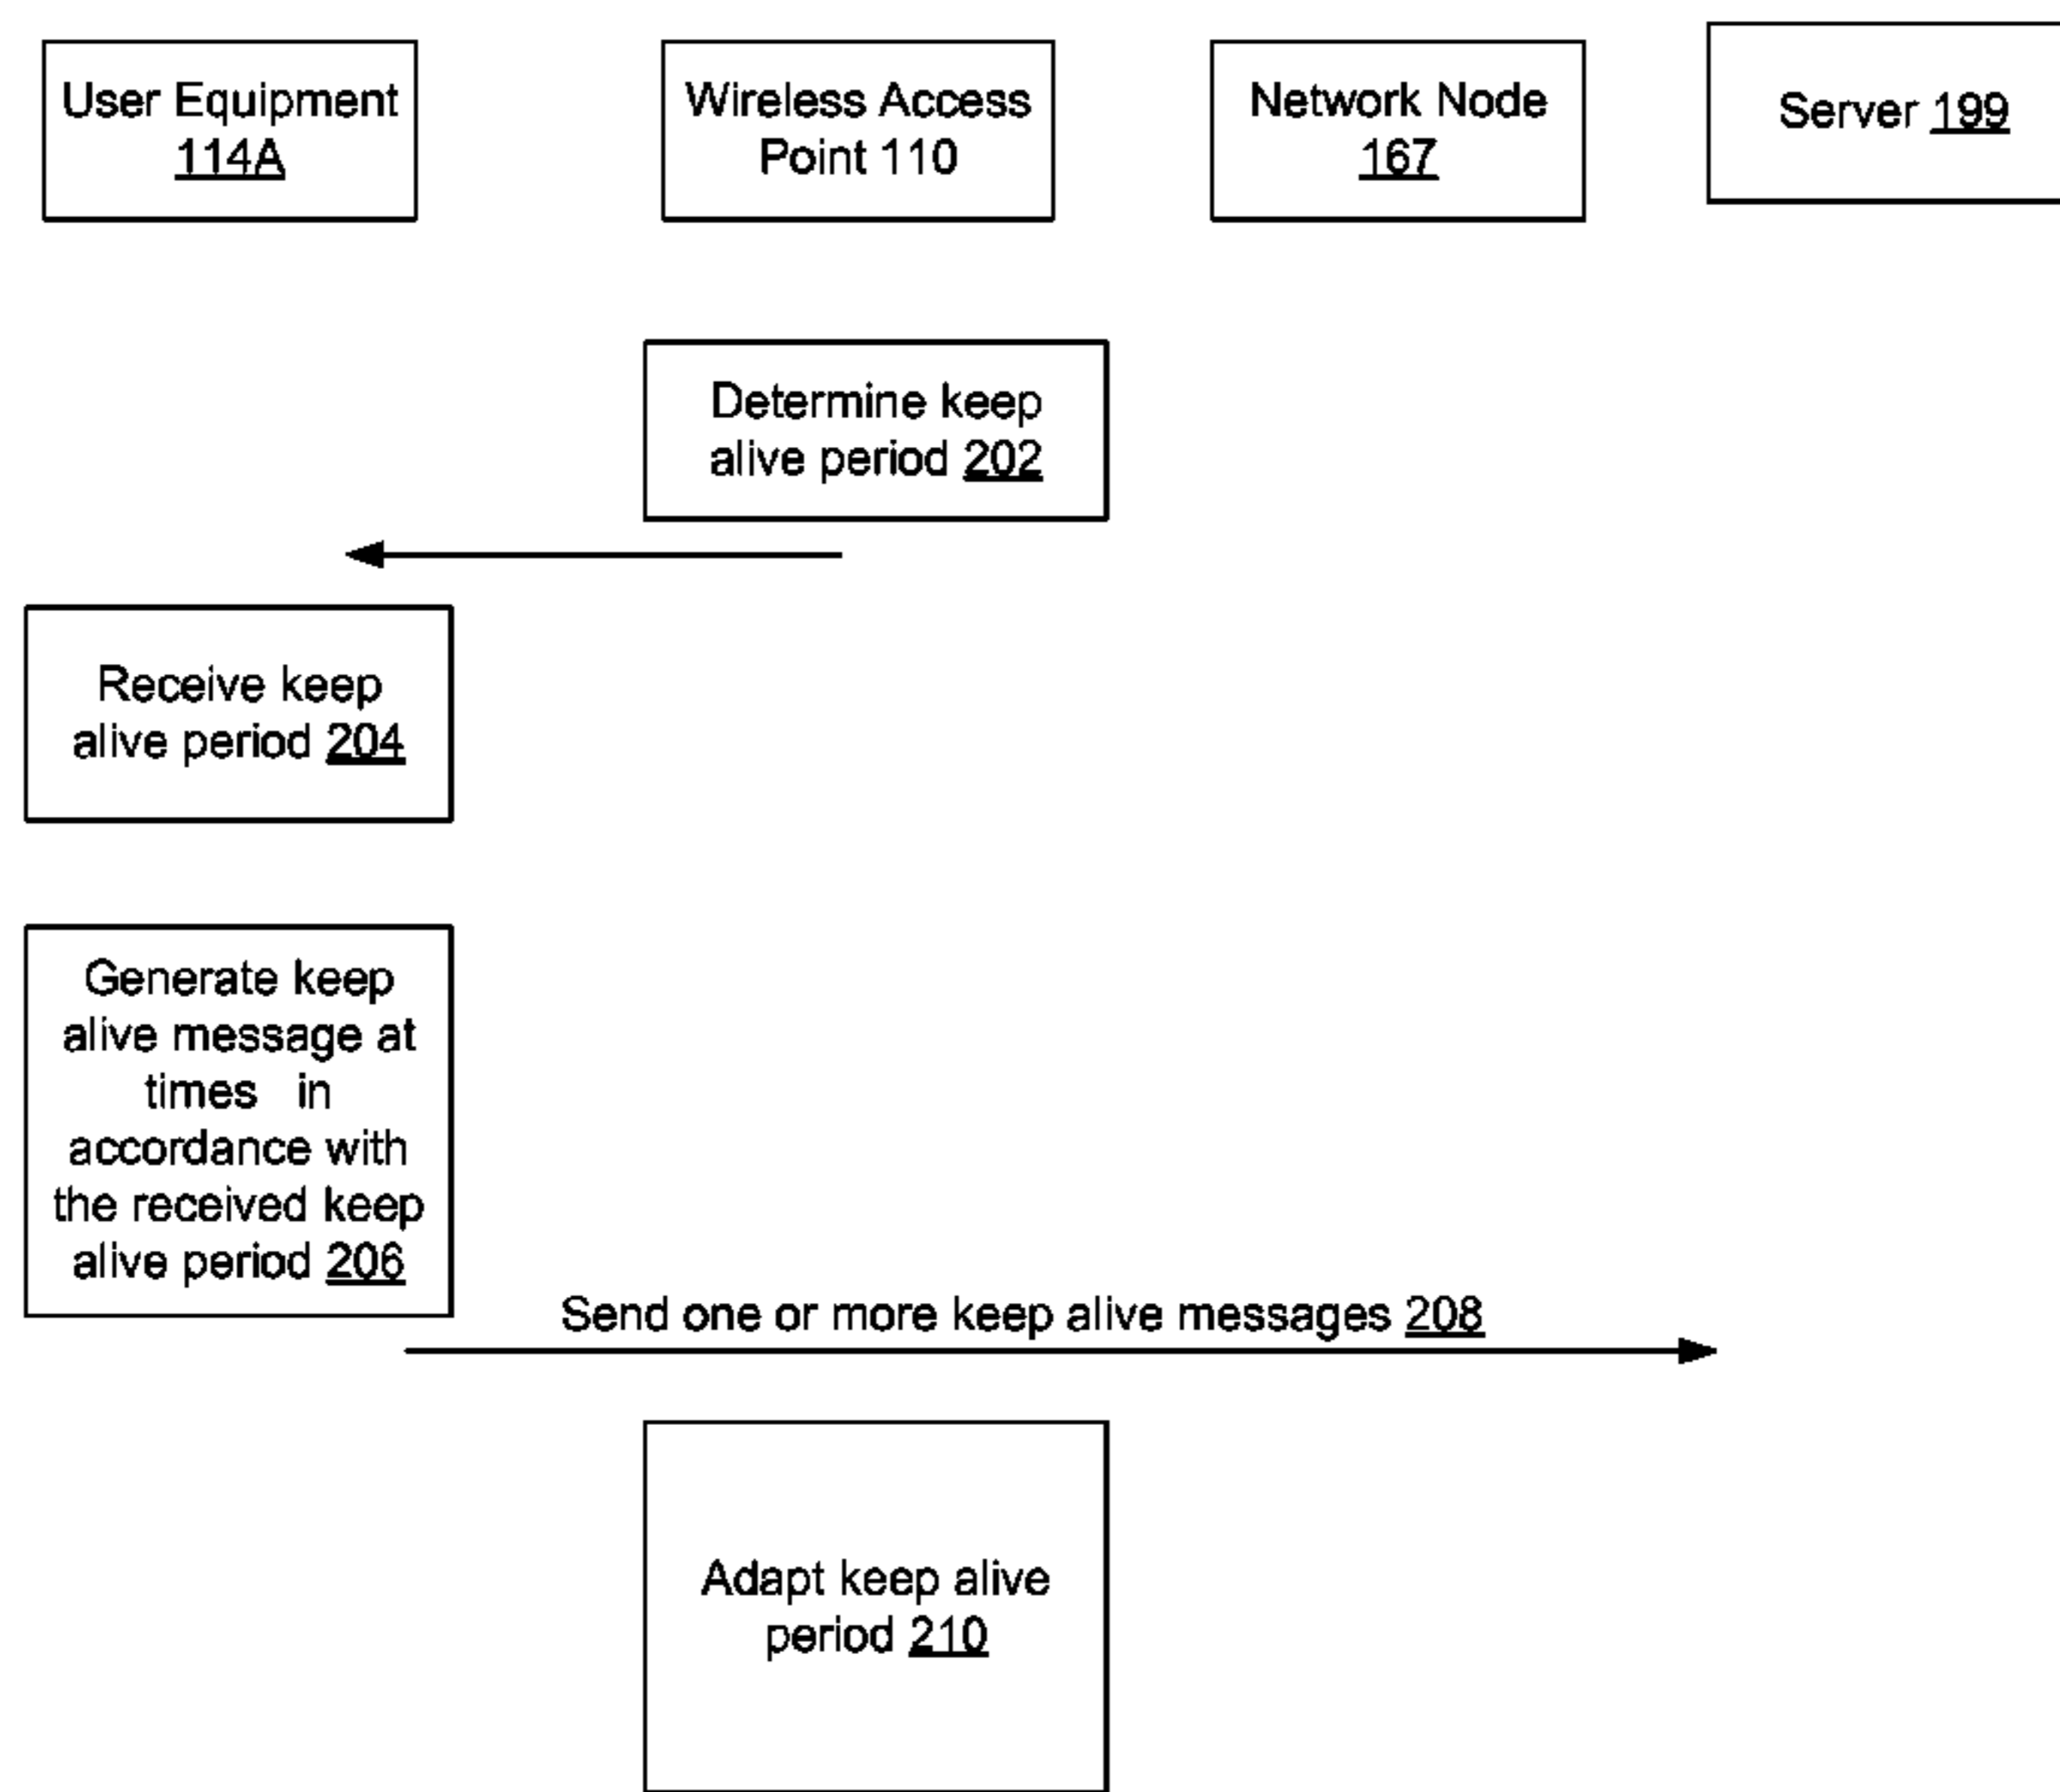 User Equipment
114A
Wireless Access
Point 110
Network Node
167
Server 199
Determine keep
alive period 202
Receive keep
alive period 204
Generate keep
alive message at
times in
accordance with
the received keep
alive period 206
Send one or more keep alive messages 208
Adapt keep alive
period 210